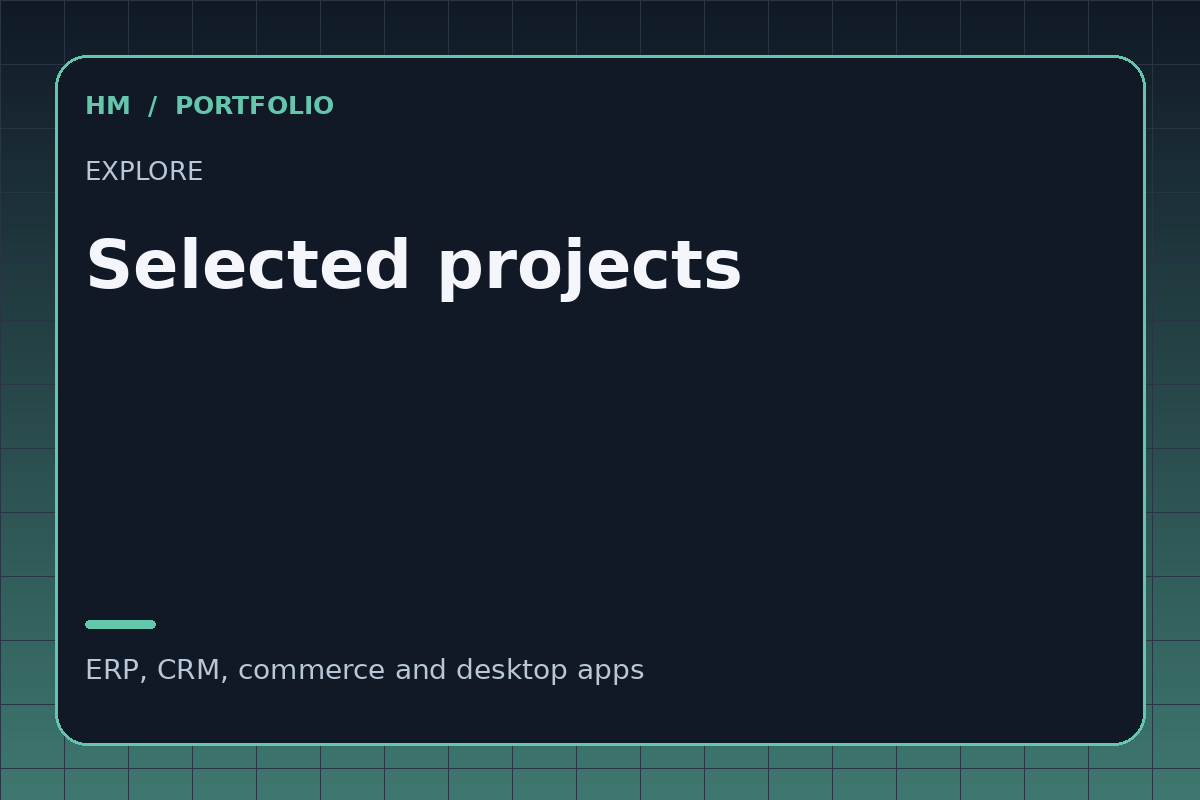 HM / PORTFOLIO
EXPLORE
Selected projects
ERP, CRM, commerce and desktop apps